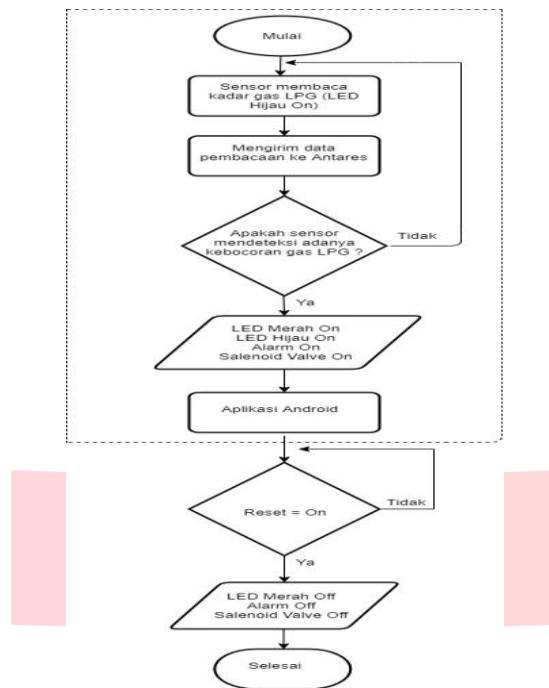 Mulai
Sensor membaca
kadar gas LPG (LED
Hijau On)
Mengirim data
pembacaan ke Antares
Apakah sensor
mendeteksi adanya
kebocoran gas LPG ?
Tidak
Ya
LED Merah On
LED Hijau On
Alarm On
Salenoid Valve On
Aplikasi Android
Reset = On
Tidak
Ya
LED Merah Off
Alarm Off
Salenoid Valve Off
Selesai